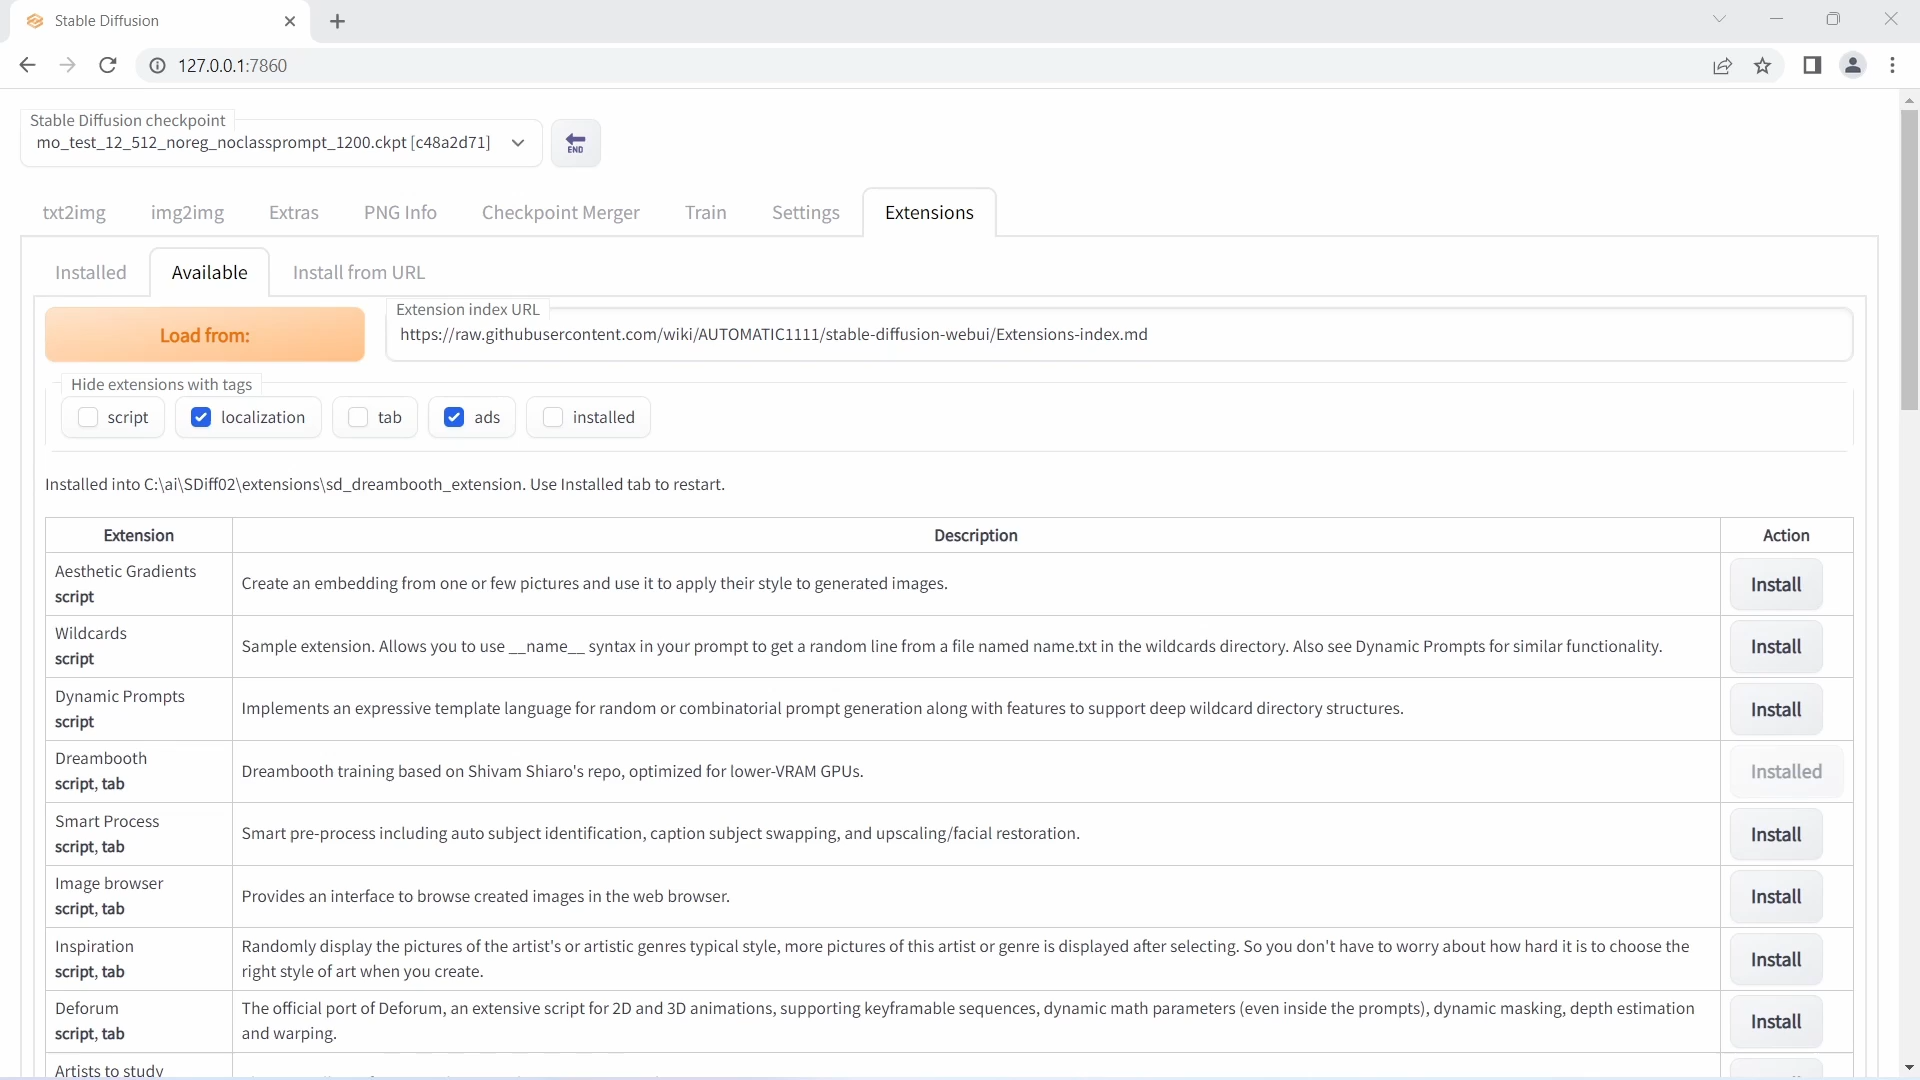 Stable Diffusion
127.0.0.1:7860
Stable Diffusion checkpoint
mo_test_12_512_noreg_noclassprompt_1200.ckpt [c48a2d71]
END
txt2img img2img Extras PNG Info Checkpoint Merger Train Settings Extensions
Installed Available Install from URL
Load from:
Extension index URL
https://raw.githubusercontent.com/wiki/AUTOMATIC1111/stable-diffusion-webui/Extensions-index.md
Hide extensions with tags
script localization tab ads installed
Installed into C:\ai\SDiff02\extensions\sd_dreambooth_extension. Use Installed tab to restart.
Extension Description Action
Aesthetic Gradients
script
Create an embedding from one or few pictures and use it to apply their style to generated images.
Install
Wildcards
script
Sample extension. Allows you to use __name__ syntax in your prompt to get a random line from a file named name.txt in the wildcards directory. Also see Dynamic Prompts for similar functionality.
Install
Dynamic Prompts
script
Implements an expressive template language for random or combinatorial prompt generation along with features to support deep wildcard directory structures.
Install
Dreambooth
script, tab
Dreambooth training based on Shivam Shiaro's repo, optimized for lower-VRAM GPUs.
Installed
Smart Process
script, tab
Smart pre-process including auto subject identification, caption subject swapping, and upscaling/facial restoration.
Install
Image browser
script, tab
Provides an interface to browse created images in the web browser.
Install
Inspiration
script, tab
Randomly display the pictures of the artist's or artistic genres typical style, more pictures of this artist or genre is displayed after selecting. So you don't have to worry about how hard it is to choose the
right style of art when you create.
Install
Deforum
script, tab
The official port of Deforum, an extensive script for 2D and 3D animations, supporting keyframable sequences, dynamic math parameters (even inside the prompts), dynamic masking, depth estimation
and warping.
Install
Artists to study